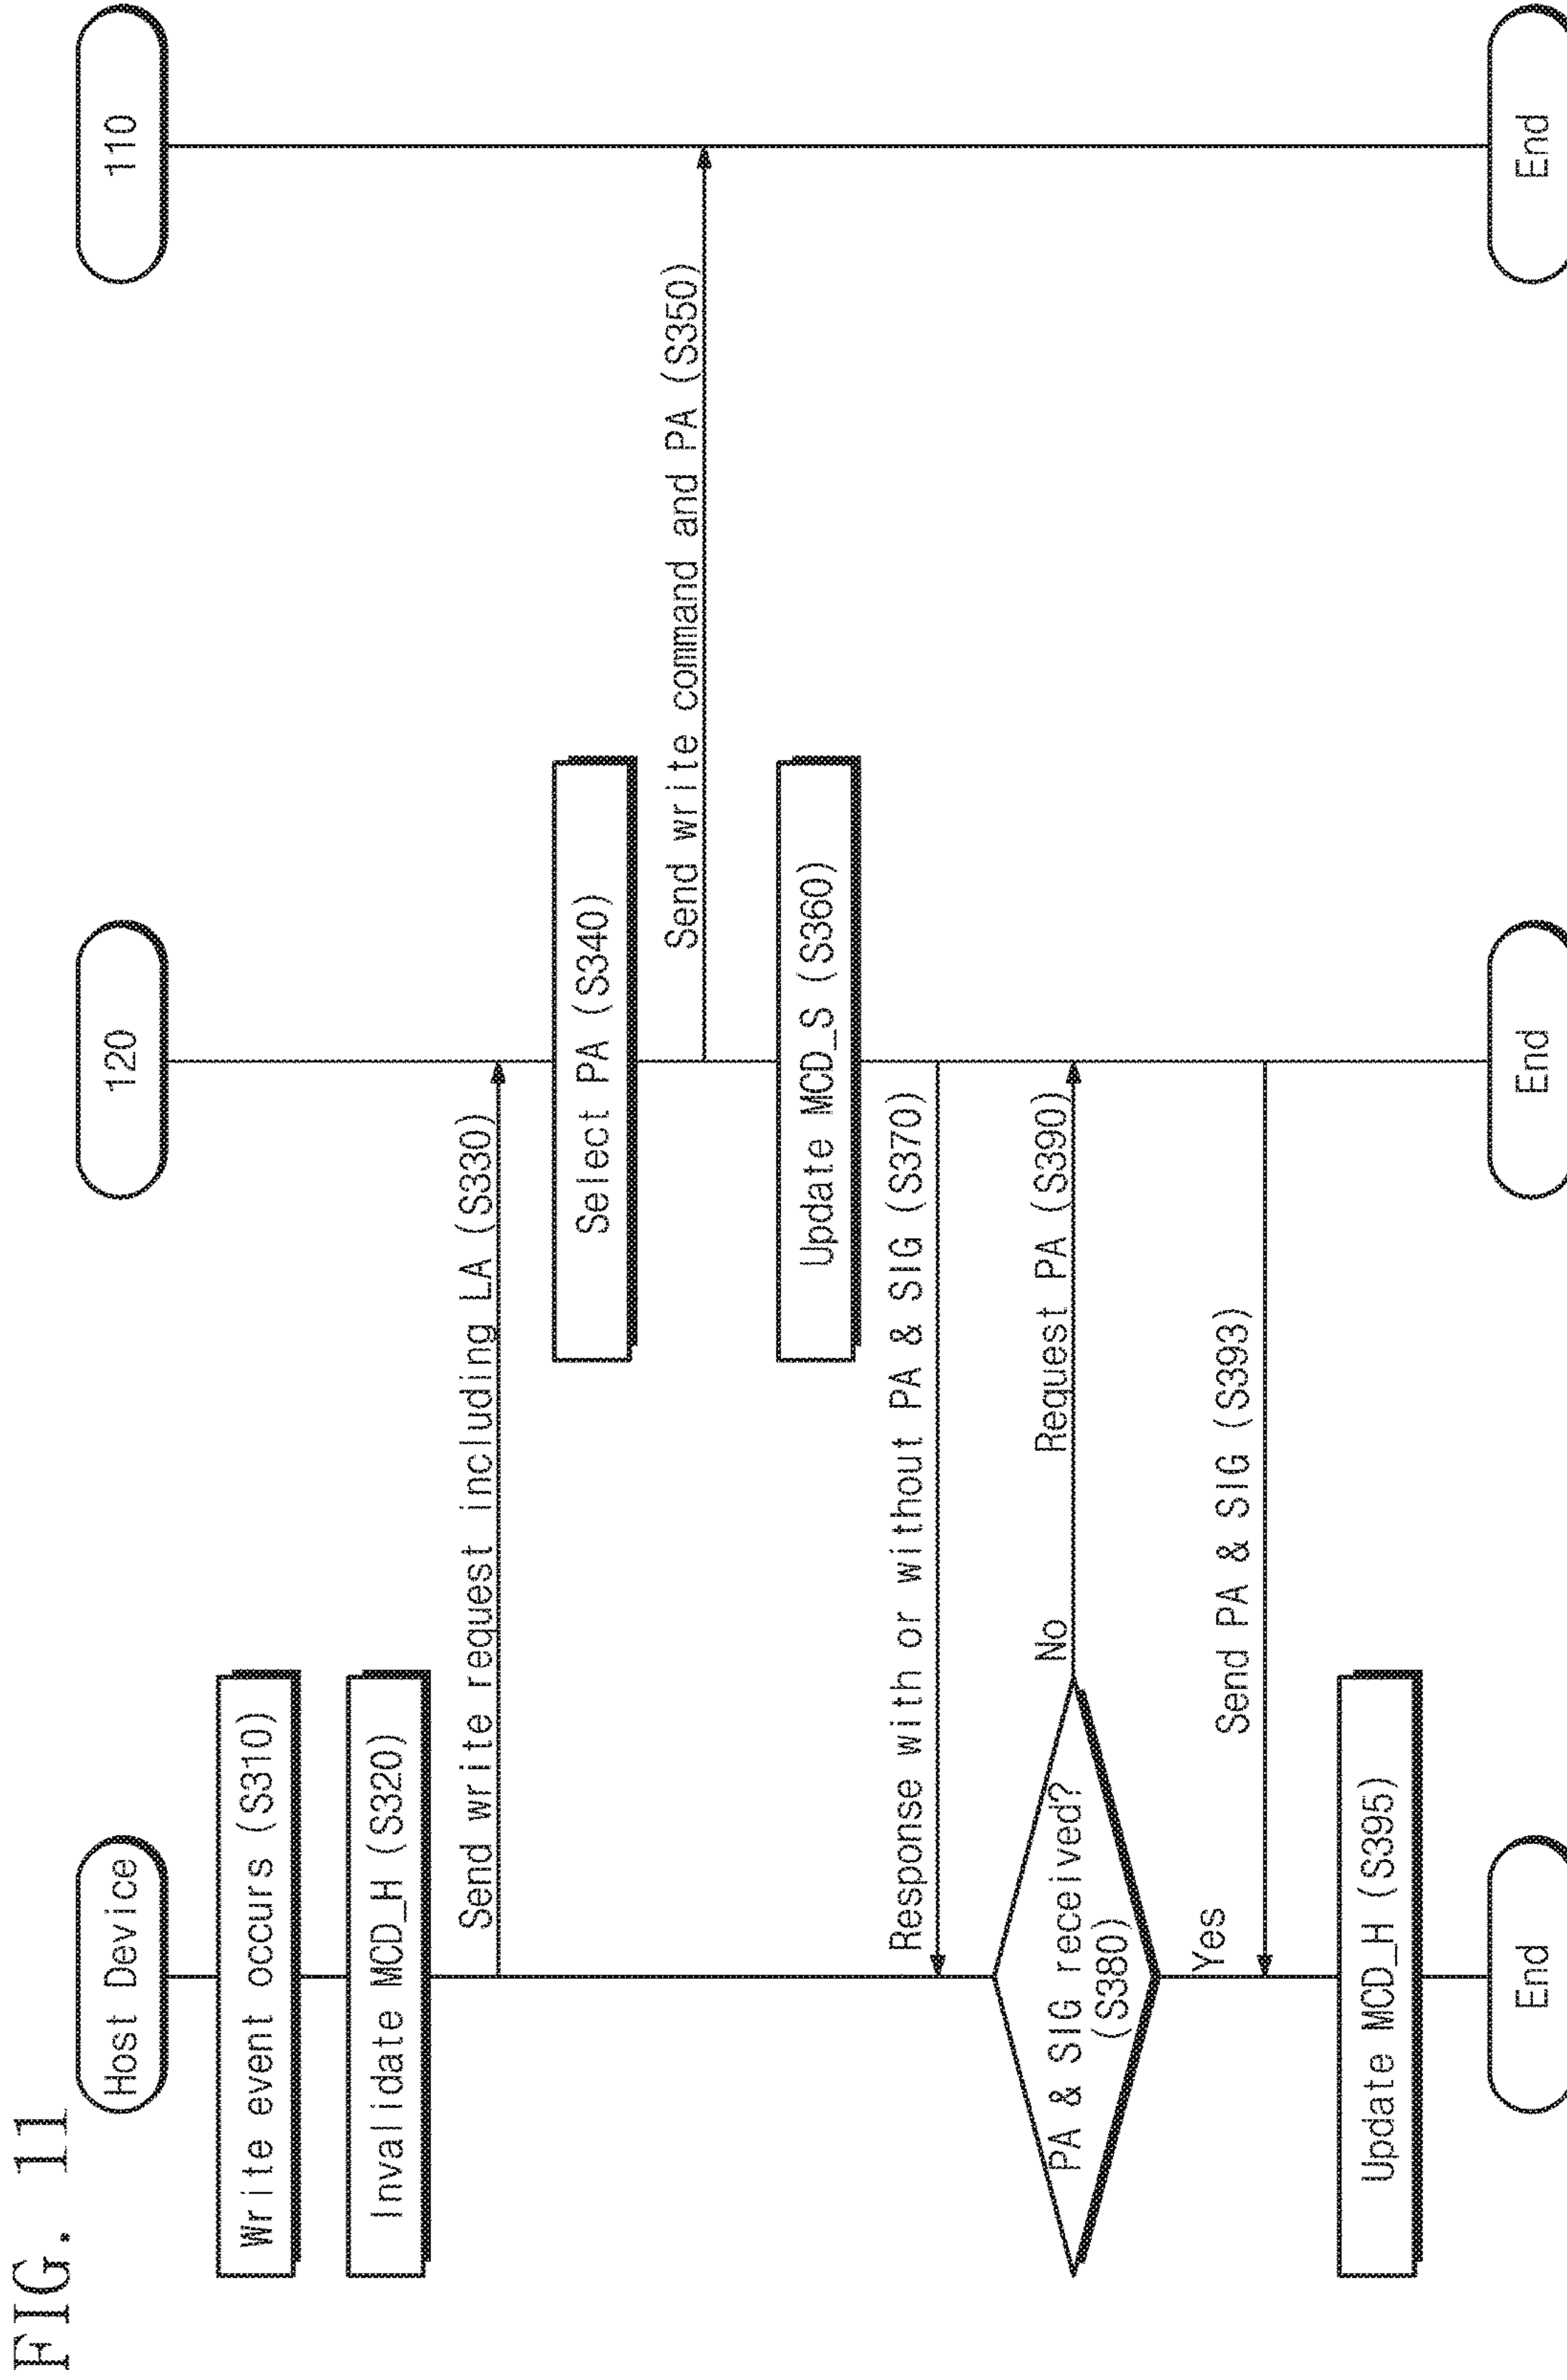 FIG. 11
Host Device
120
110
Write event occurs (S310)
Invalidate MCD_H (S320)
Send write request including LA (S330)
Select PA (S340)
Send write command and PA (S350)
Update MCD_S (S360)
Response with or without PA & SIG (S370)
PA & SIG received?
(S380)
No
Request PA (S390)
Yes
Send PA & SIG (S393)
Update MCD_H (S395)
End
End
End